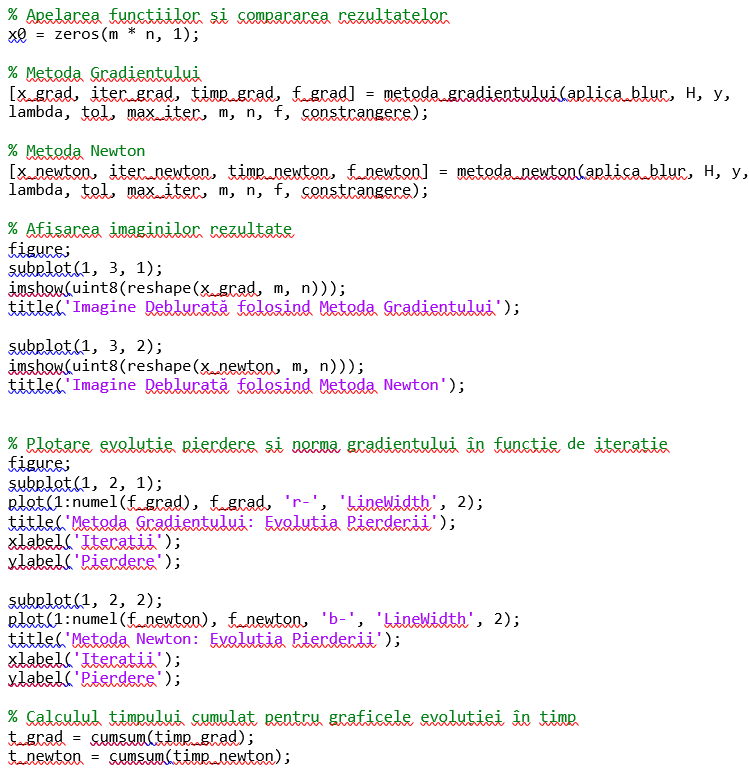 % Apelarea functiilor si compararea rezultatelor
x0 = zeros(m * n, 1);
% Metoda Gradientului
[x_grad, iter_grad, timp_grad, f_grad] = metoda_gradientului(aplica_blur, H, y,
lambda, tol, max_iter, m, n, f, constrangere);
% Metoda Newton
[x_newton, iter_newton, timp_newton, f_newton] = metoda_newton(aplica_blur, H, y,
lambda, tol, max_iter, m, n, f, constrangere);
% Afisarea imaginilor rezultate
figure;
subplot(1, 3, 1);
imshow(uint8(reshape(x_grad, m, n)));
title('Imagine Deblurată folosind Metoda Gradientului');
subplot(1, 3, 2);
imshow(uint8(reshape(x_newton, m, n)));
title('Imagine Deblurată folosind Metoda Newton');
% Plotare evolutie pierdere si norma gradientului în functie de iteratie
figure;
subplot(1, 2, 1);
plot(1:numel(f_grad), f_grad, 'r-', 'LineWidth', 2);
title('Metoda Gradientului: Evolutia Pierderii');
xlabel('Iteratii');
ylabel('Pierdere');
subplot(1, 2, 2);
plot(1:numel(f_newton), f_newton, 'b-', 'LineWidth', 2);
title('Metoda Newton: Evolutia Pierderii');
xlabel('Iteratii');
ylabel('Pierdere');
% Calculul timpului cumulat pentru graficele evolutiei în timp
t_grad = cumsum(timp_grad);
t_newton = cumsum(timp_newton);